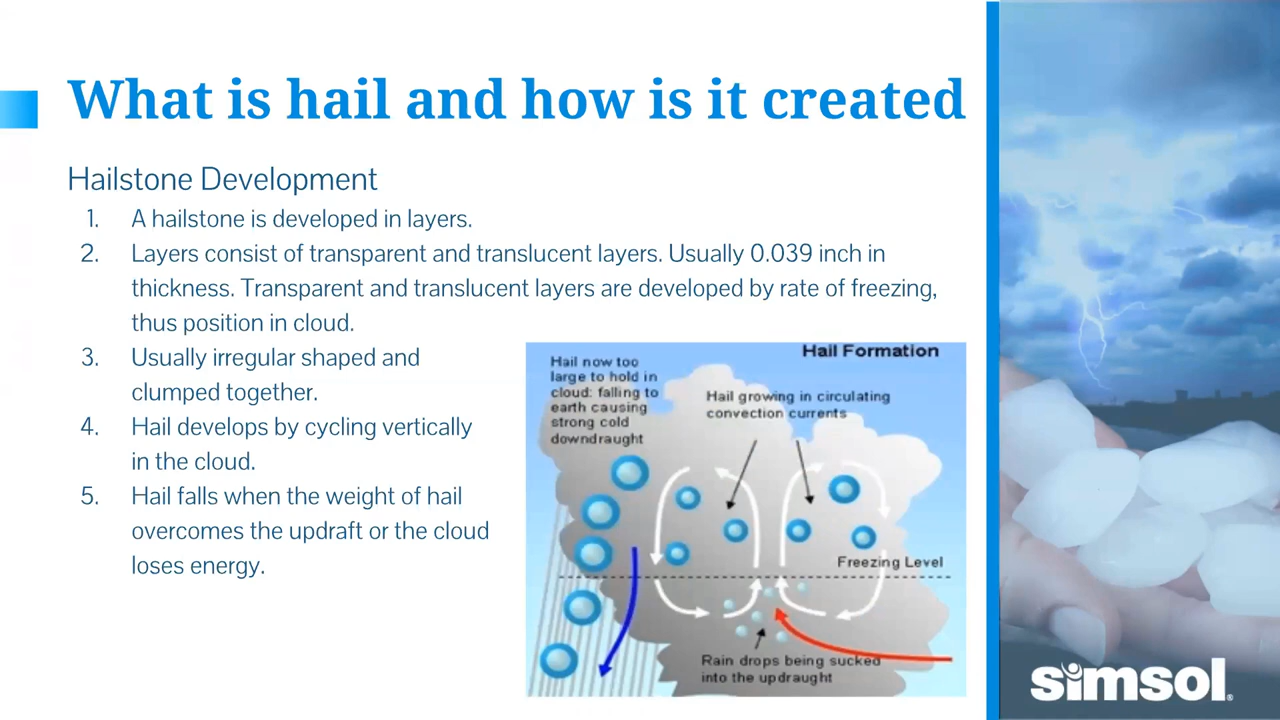 What is hail and how is it created
Hailstone Development
1. A hailstone is developed in layers.
2. Layers consist of transparent and translucent layers. Usually 0.039 inch in
thickness. Transparent and translucent layers are developed by rate of freezing,
thus position in cloud.
3. Usually irregular shaped and
clumped together.
4. Hail develops by cycling vertically
in the cloud.
5. Hail falls when the weight of hail
overcomes the updraft or the cloud
loses energy.
Hail Formation
Hail now too
large to hold in
cloud: falling to
earth causing
strong cold
downdraught
Hail growing in circulating
convection currents
Freezing Level
Rain drops being sucked
into the updraught
simsol®